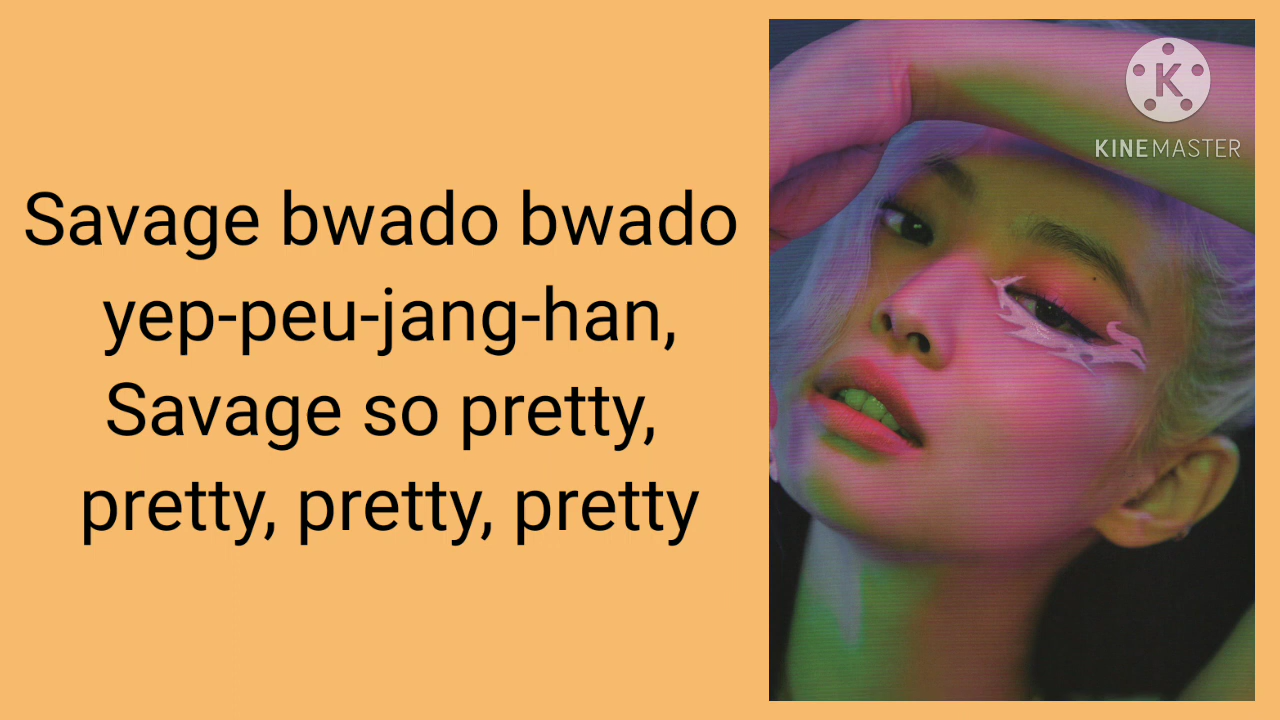 Savage bwado bwado
yep-peu-jang-han,
Savage so pretty,
pretty, pretty, pretty
K
KINEMASTER